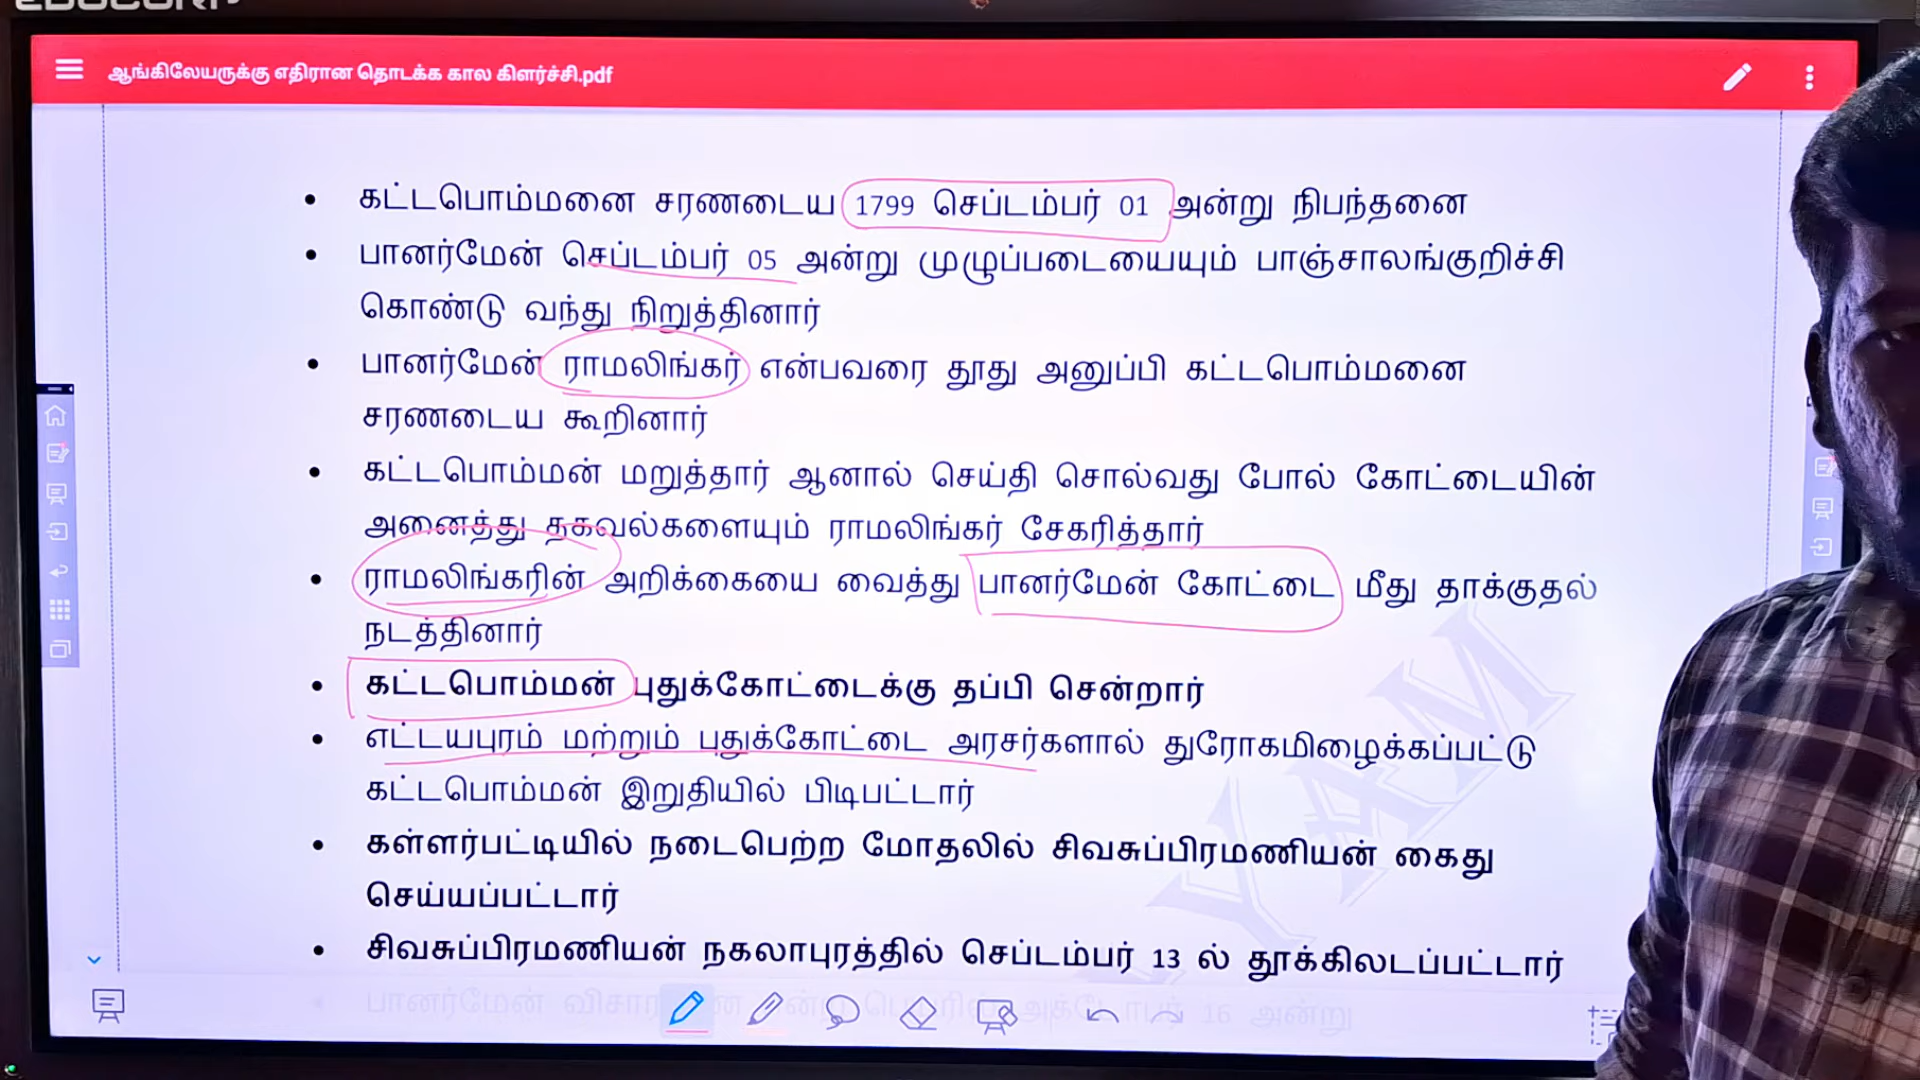 ஆங்கிலேயருக்கு எதிரான தொடக்க கால கிளர்ச்சி.pdf
• கட்டபொம்மனை சரணடைய 1799 செப்டம்பர் 01 அன்று நிபந்தனை
• பானர்மேன் செப்டம்பர் 05 அன்று முழுப்படையையும் பாஞ்சாலங்குறிச்சி
கொண்டு வந்து நிறுத்தினார்
• பானர்மேன் ராமலிங்கர் என்பவரை தூது அனுப்பி கட்டபொம்மனை
சரணடைய கூறினார்
• கட்டபொம்மன் மறுத்தார் ஆனால் செய்தி சொல்வது போல் கோட்டையின்
அனைத்து தகவல்களையும் ராமலிங்கர் சேகரித்தார்
• ராமலிங்கரின் அறிக்கையை வைத்து பானர்மேன் கோட்டை மீது தாக்குதல்
நடத்தினார்
• கட்டபொம்மன் புதுக்கோட்டைக்கு தப்பி சென்றார்
• எட்டயபுரம் மற்றும் புதுக்கோட்டை அரசர்களால் துரோகமிழைக்கப்பட்டு
கட்டபொம்மன் இறுதியில் பிடிபட்டார்
• கள்ளர்பட்டியில் நடைபெற்ற மோதலில் சிவசுப்பிரமணியன் கைது
செய்யப்பட்டார்
• சிவசுப்பிரமணியன் நகலாபுரத்தில் செப்டம்பர் 13 ல் தூக்கிலடப்பட்டார்
பானர்மேன் 16 அன்று